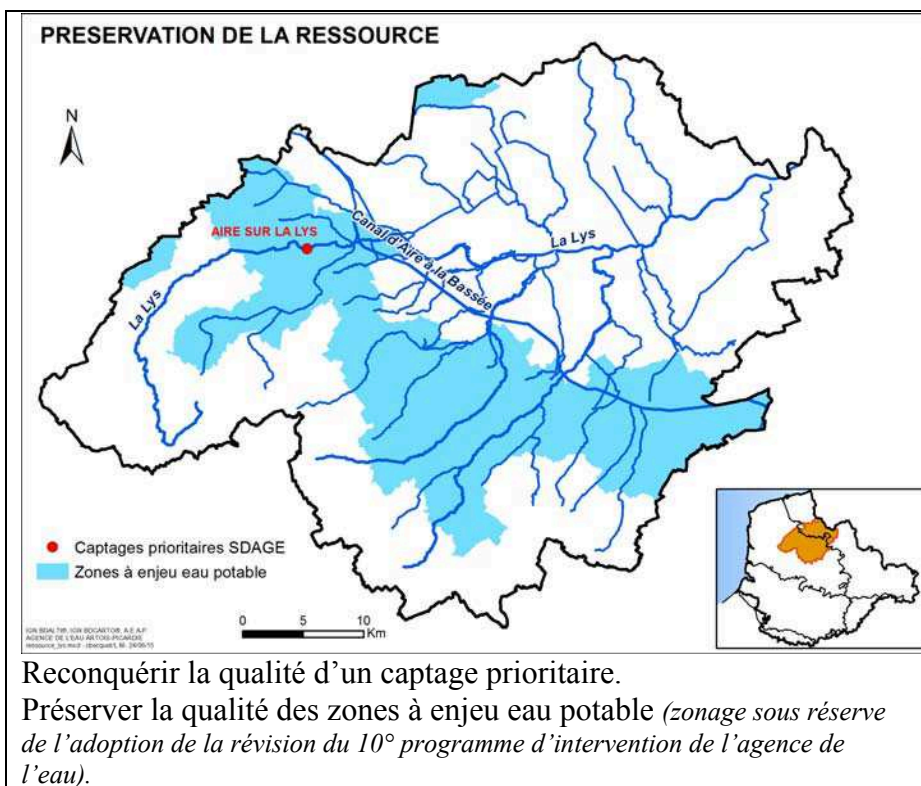 PRESERVATION DE LA RESSOURCE
N
AIRE SUR LA LYS
Canal d'Aire à la Bassée
La Lys
La Lys
Captages prioritaires SDAGE
Zones à enjeu eau potable
0 5 10
Km
AGENCE DE L'EAU ARTOIS-PICARDIE
Reconquérir la qualité d’un captage prioritaire.
Préserver la qualité des zones à enjeu eau potable (zonage sous réserve
de l’adoption de la révision du 10° programme d’intervention de l’agence de
l’eau).